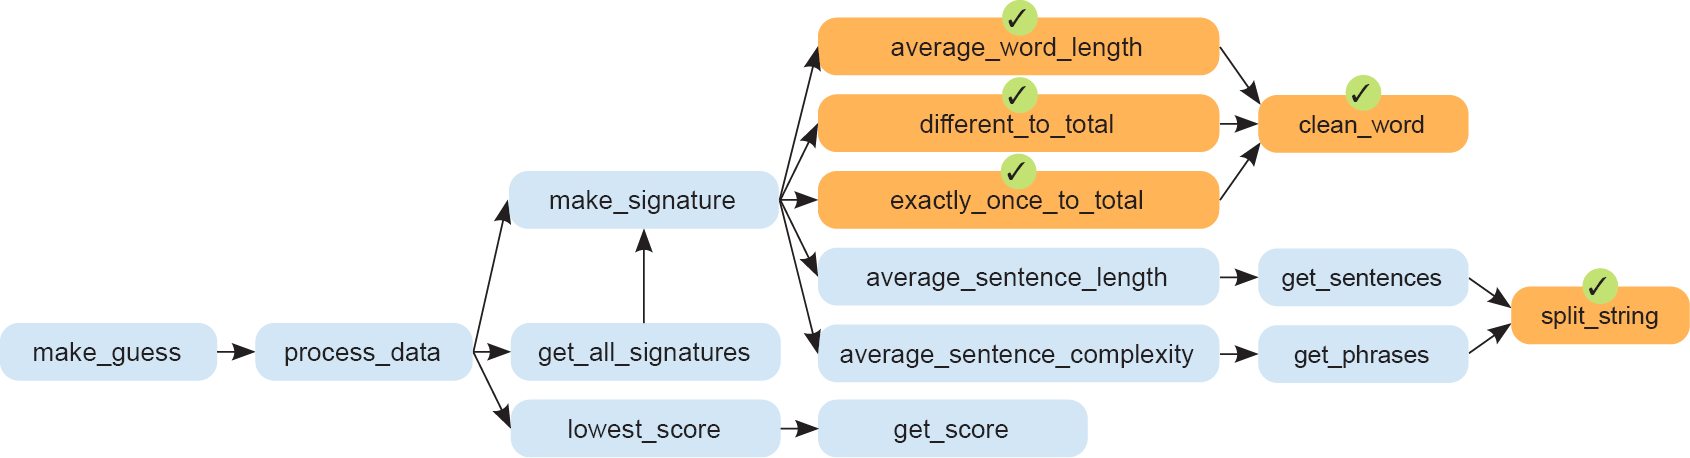 ✓
average_word_length
✓
different_to_total
✓
clean_word
✓
exactly_once_to_total
make_signature
average_sentence_length
get_sentences
✓
split_string
make_guess
process_data
get_all_signatures
average_sentence_complexity
get_phrases
lowest_score
get_score